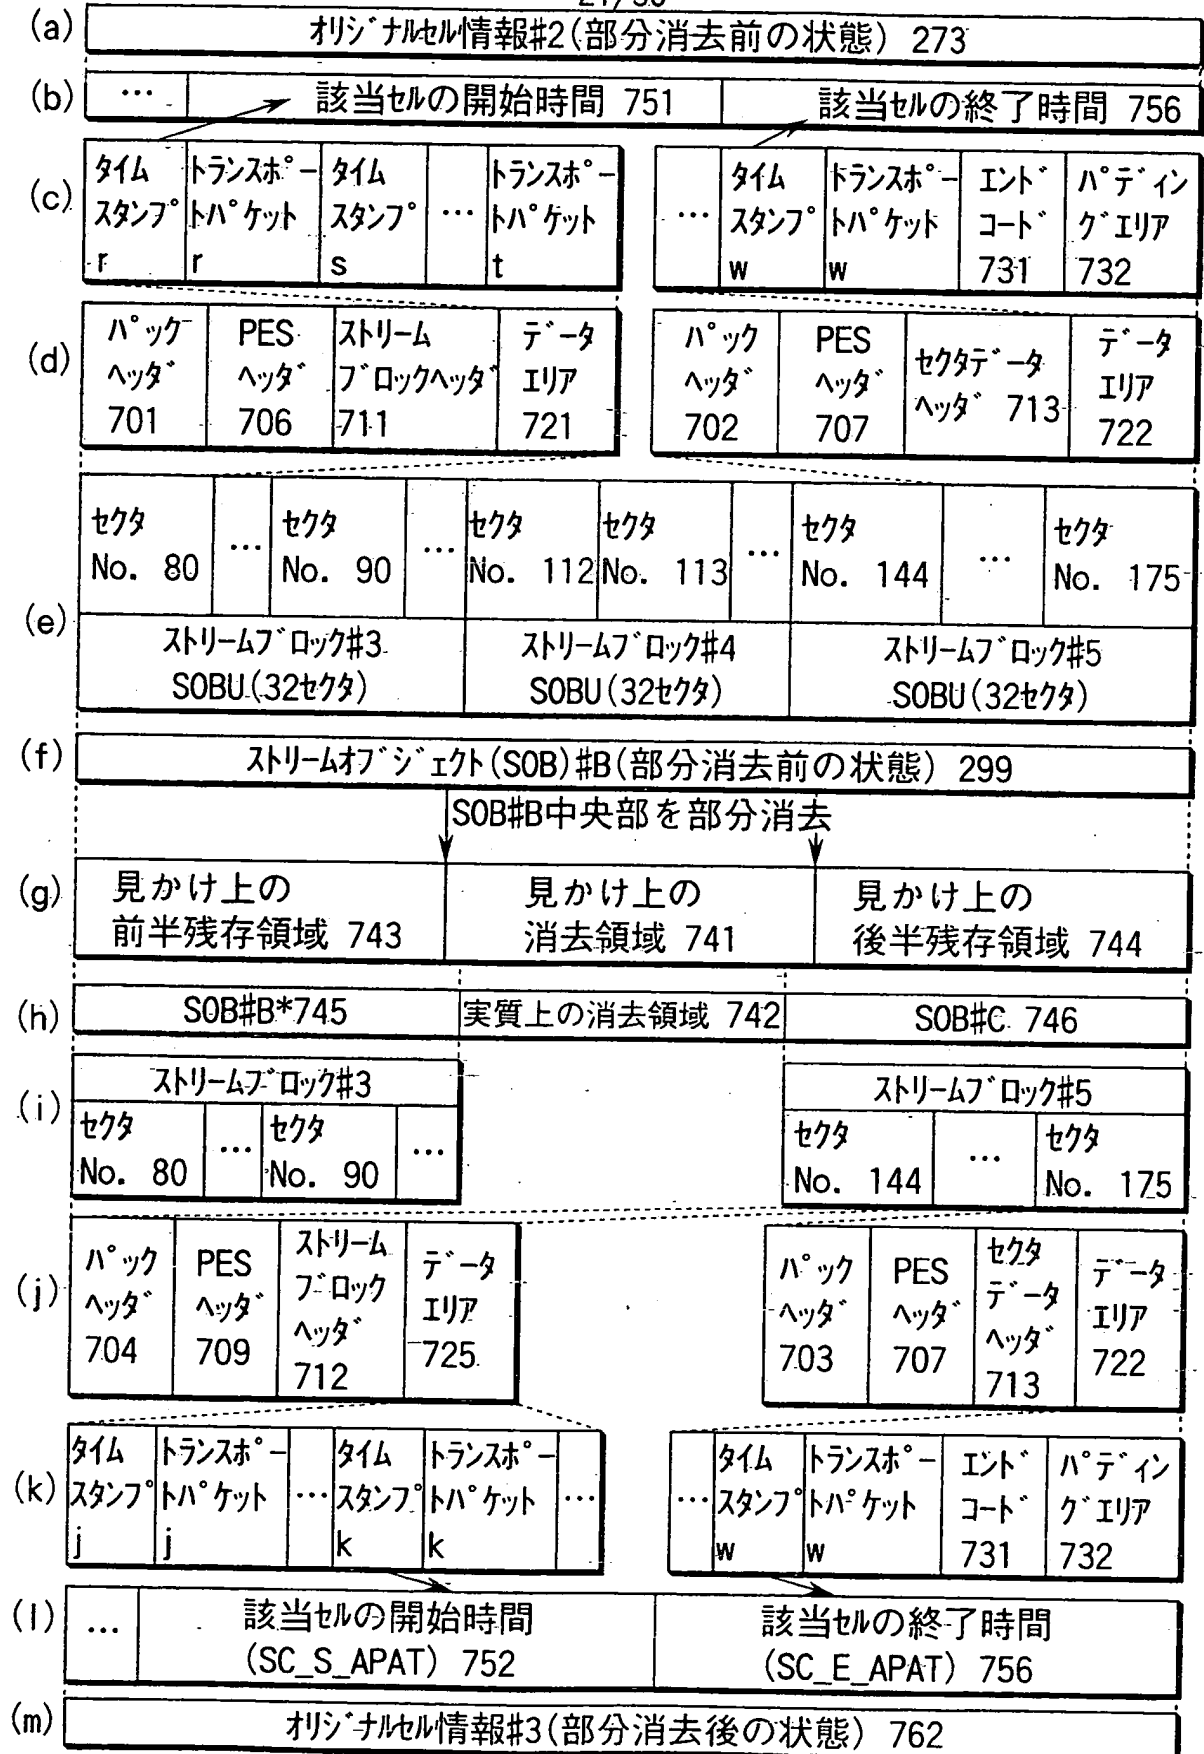 (a) オリジナルセル情報#2(部分消去前の状態) 273
(b) … 該当セルの開始時間 751 該当セルの終了時間 756
(c)
タイム トランスポー タイム トランスポー
スタンプ トパケット スタンプ … トパケット
r r s t
タイム トランスポー エンド パディン
… スタンプ トパケット コード グエリア
w w 731 732
(d)
パック PES ストリーム データ
ヘッダ ヘッダ ブロックヘッダ エリア
701 706 711 721
パック PES セクタデータ データ
ヘッダ ヘッダ ヘッダ 713 エリア
702 707 722
(e)
セクタ … セクタ … セクタ セクタ … セクタ … セクタ
No. 80 No. 90 No. 112 No. 113 No. 144 No. 175
ストリームブロック#3 ストリームブロック#4 ストリームブロック#5
SOBU(32セクタ) SOBU(32セクタ) SOBU(32セクタ)
(f) ストリームオブジェクト(SOB)#B(部分消去前の状態) 299
SOB#B中央部を部分消去
(g)
見かけ上の 見かけ上の 見かけ上の
前半残存領域 743 消去領域 741 後半残存領域 744
(h) SOB#B*745 実質上の消去領域 742 SOB#C 746
(i)
ストリームブロック#3 ストリームブロック#5
セクタ … セクタ … セクタ … セクタ
No. 80 No. 90 No. 144 No. 175
(j)
パック PES ストリーム データ
ヘッダ ヘッダ ブロック エリア
704 709 ヘッダ 725
712
パック PES セクタ データ
ヘッダ ヘッダ データ エリア
703 707 ヘッダ 722
713
(k)
タイム トランスポー タイム トランスポー
スタンプ トパケット … スタンプ トパケット …
j j k k
タイム トランスポー エンド パディン
… スタンプ トパケット コード グエリア
w w 731 732
(l)
… 該当セルの開始時間 該当セルの終了時間
(SC_S_APAT) 752 (SC_E_APAT) 756
(m) オリジナルセル情報#3(部分消去後の状態) 762